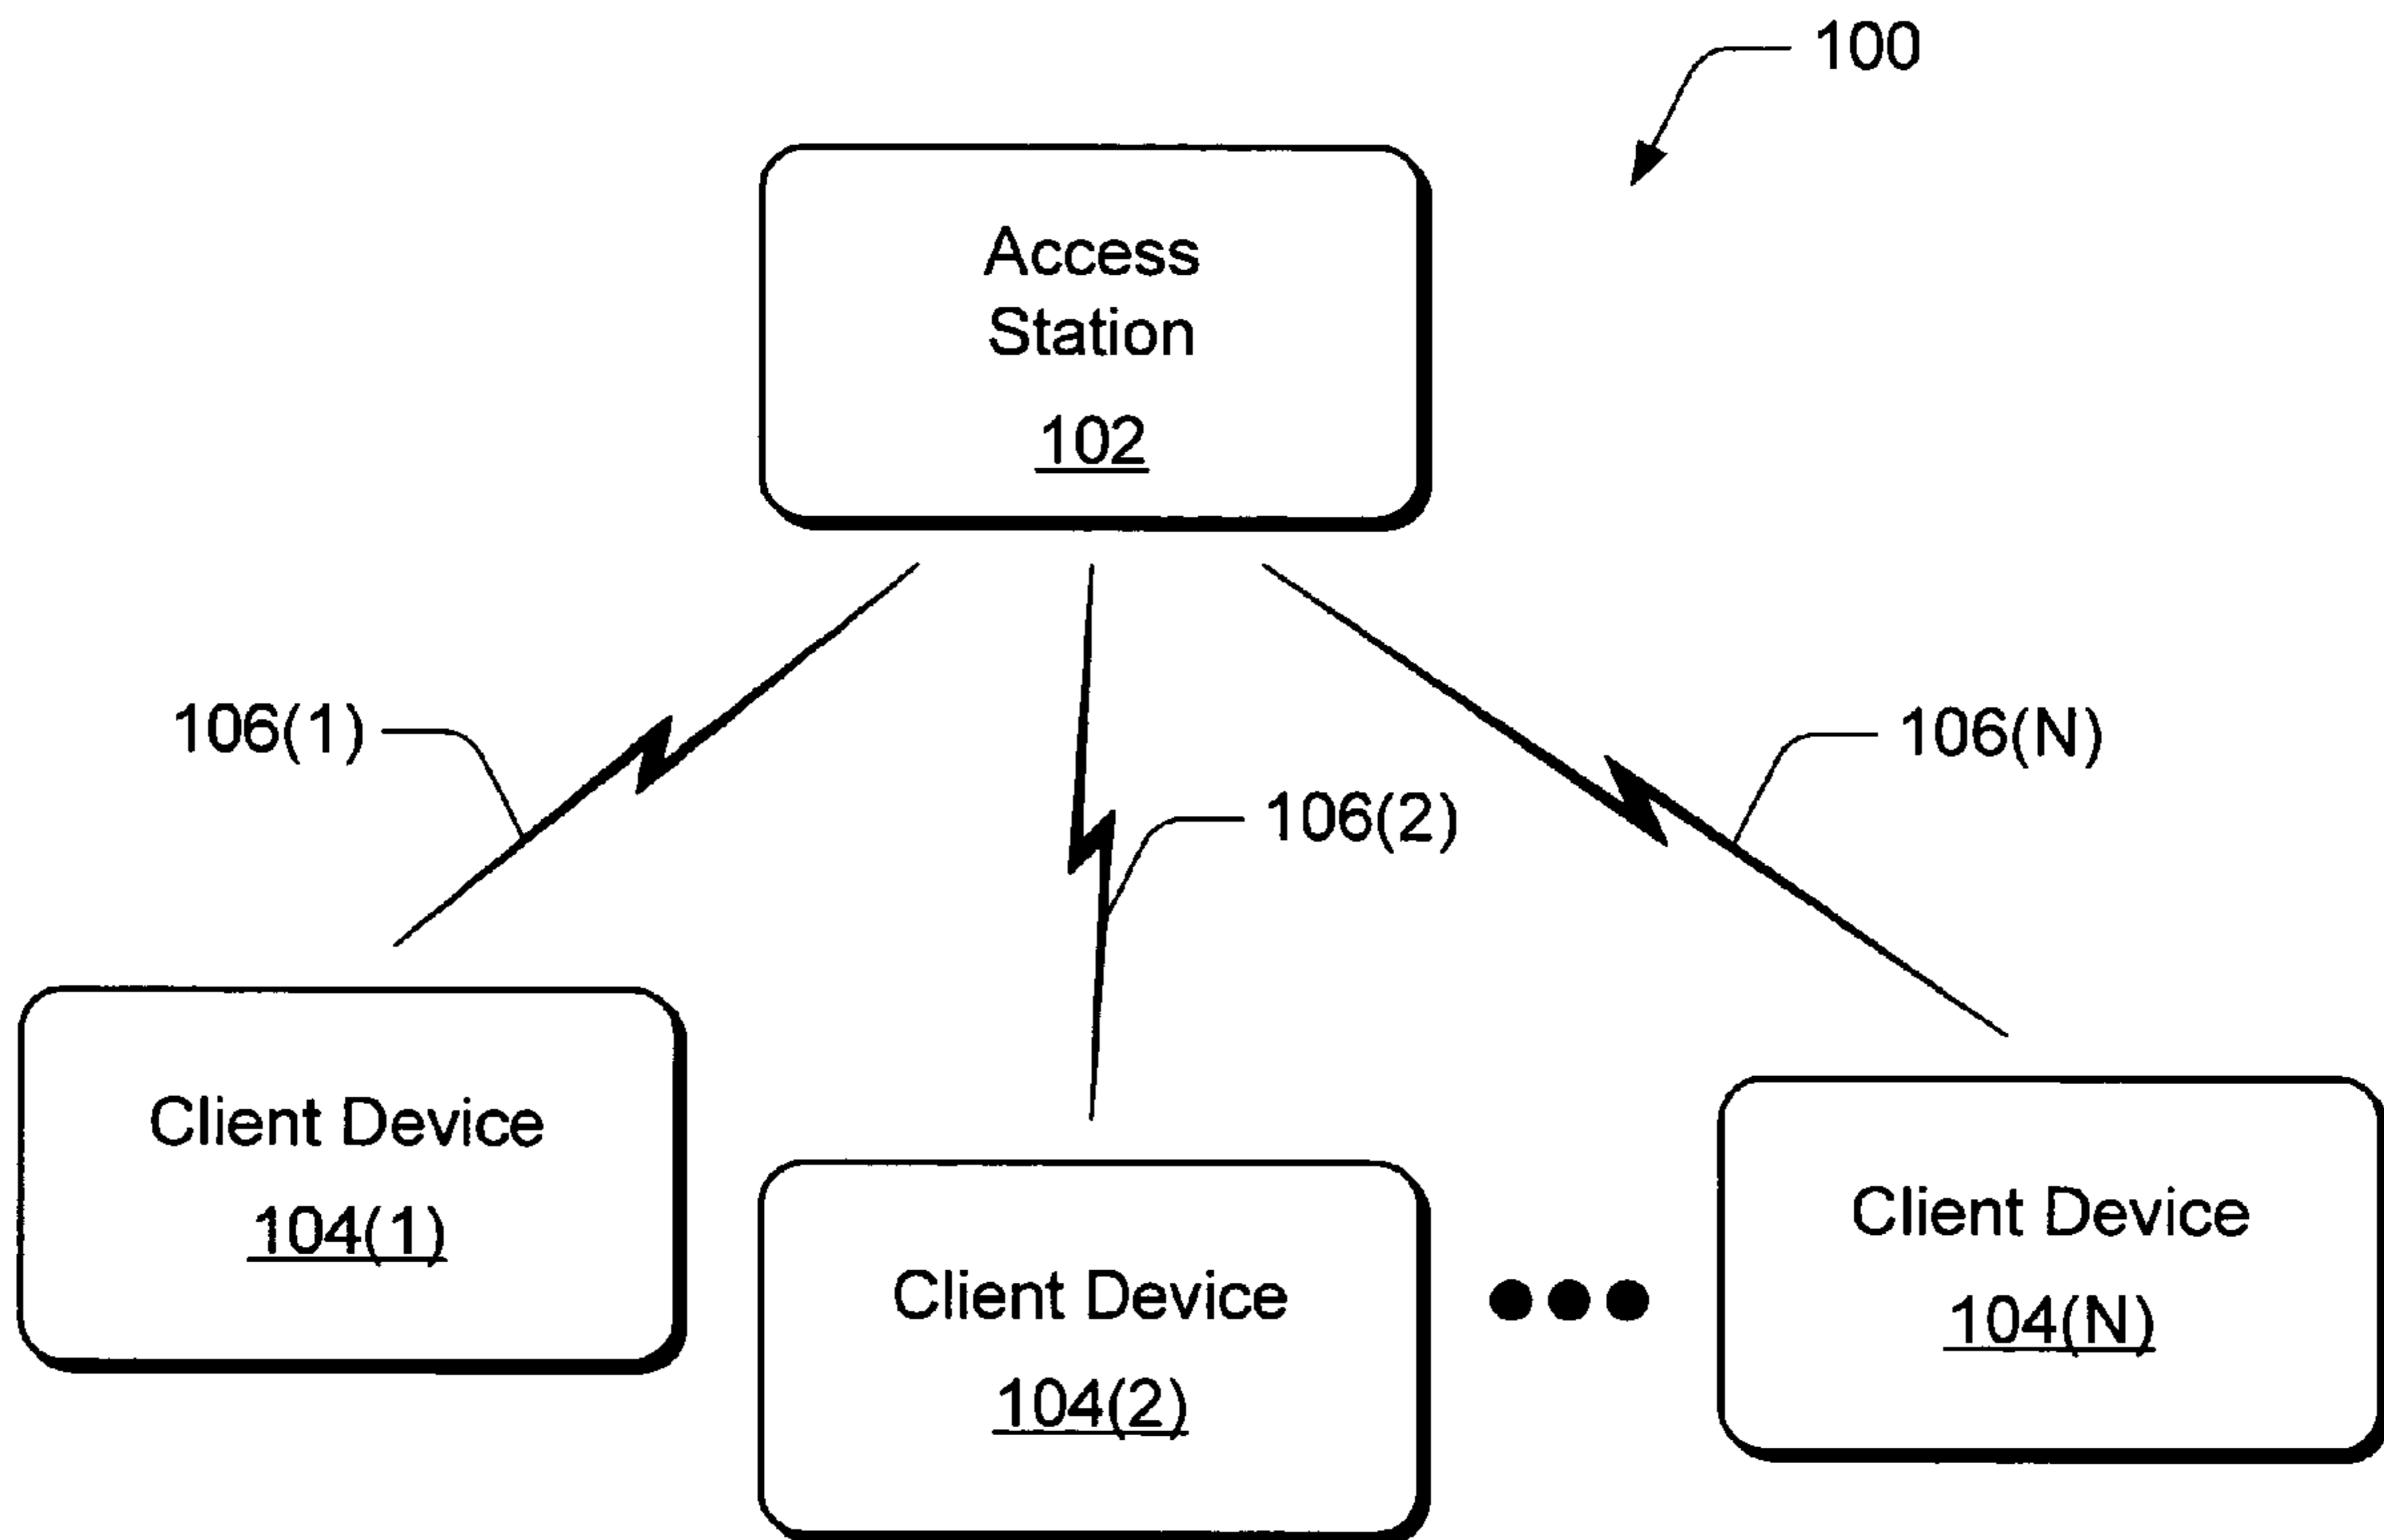 100
Access
Station
102
106(1)
106(N)
106(2)
Client Device
104(1)
Client Device
104(2)
Client Device
104(N)